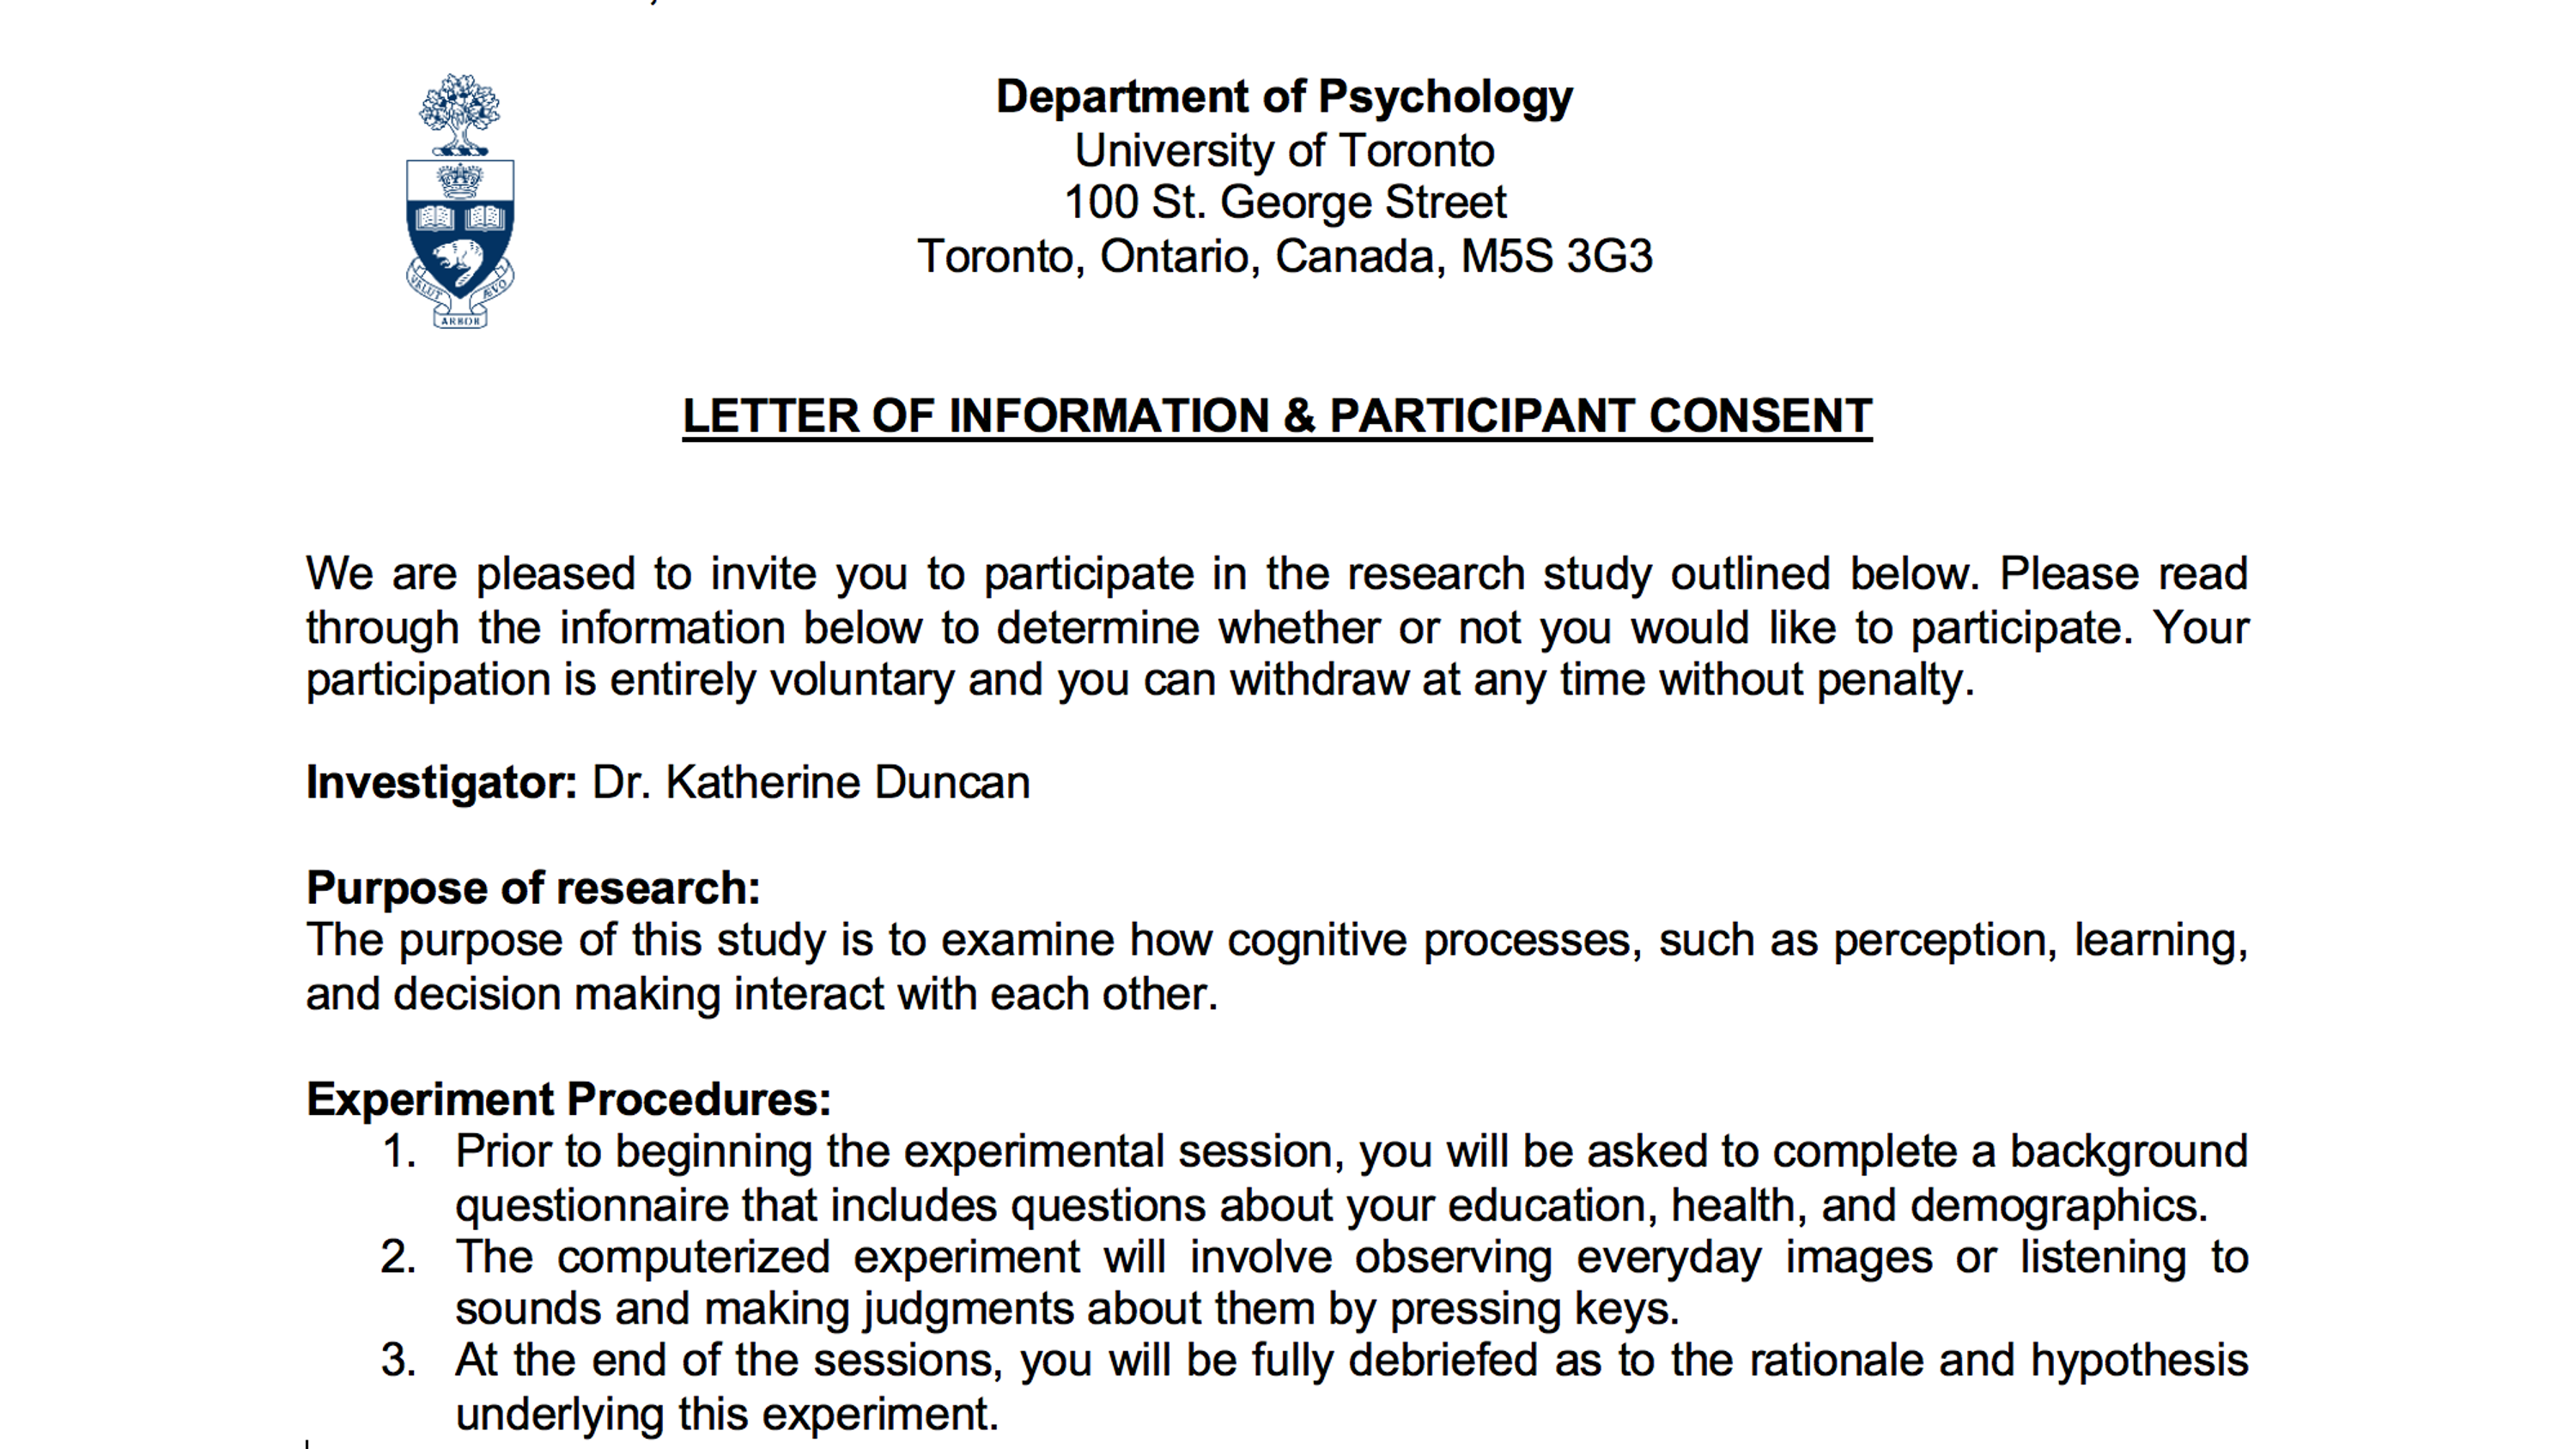 Department of Psychology
University of Toronto
100 St. George Street
Toronto, Ontario, Canada, M5S 3G3
VELUT ARBOR ÆVO
LETTER OF INFORMATION & PARTICIPANT CONSENT
We are pleased to invite you to participate in the research study outlined below. Please read
through the information below to determine whether or not you would like to participate. Your
participation is entirely voluntary and you can withdraw at any time without penalty.
Investigator: Dr. Katherine Duncan
Purpose of research:
The purpose of this study is to examine how cognitive processes, such as perception, learning,
and decision making interact with each other.
Experiment Procedures:
1. Prior to beginning the experimental session, you will be asked to complete a background
questionnaire that includes questions about your education, health, and demographics.
2. The computerized experiment will involve observing everyday images or listening to
sounds and making judgments about them by pressing keys.
3. At the end of the sessions, you will be fully debriefed as to the rationale and hypothesis
underlying this experiment.